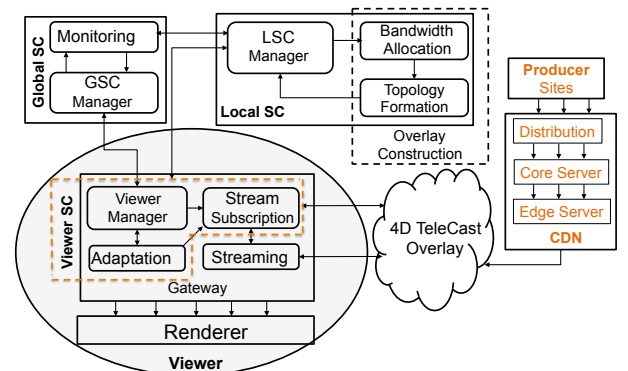 Global SC
Monitoring
GSC
Manager
Local SC
LSC
Manager
Bandwidth
Allocation
Topology
Formation
Overlay
Construction
Producer
Sites
Distribution
Core Server
Edge Server
CDN
Viewer SC
Viewer
Manager
Stream
Subscription
Adaptation
Streaming
Gateway
4D TeleCast
Overlay
Renderer
Viewer